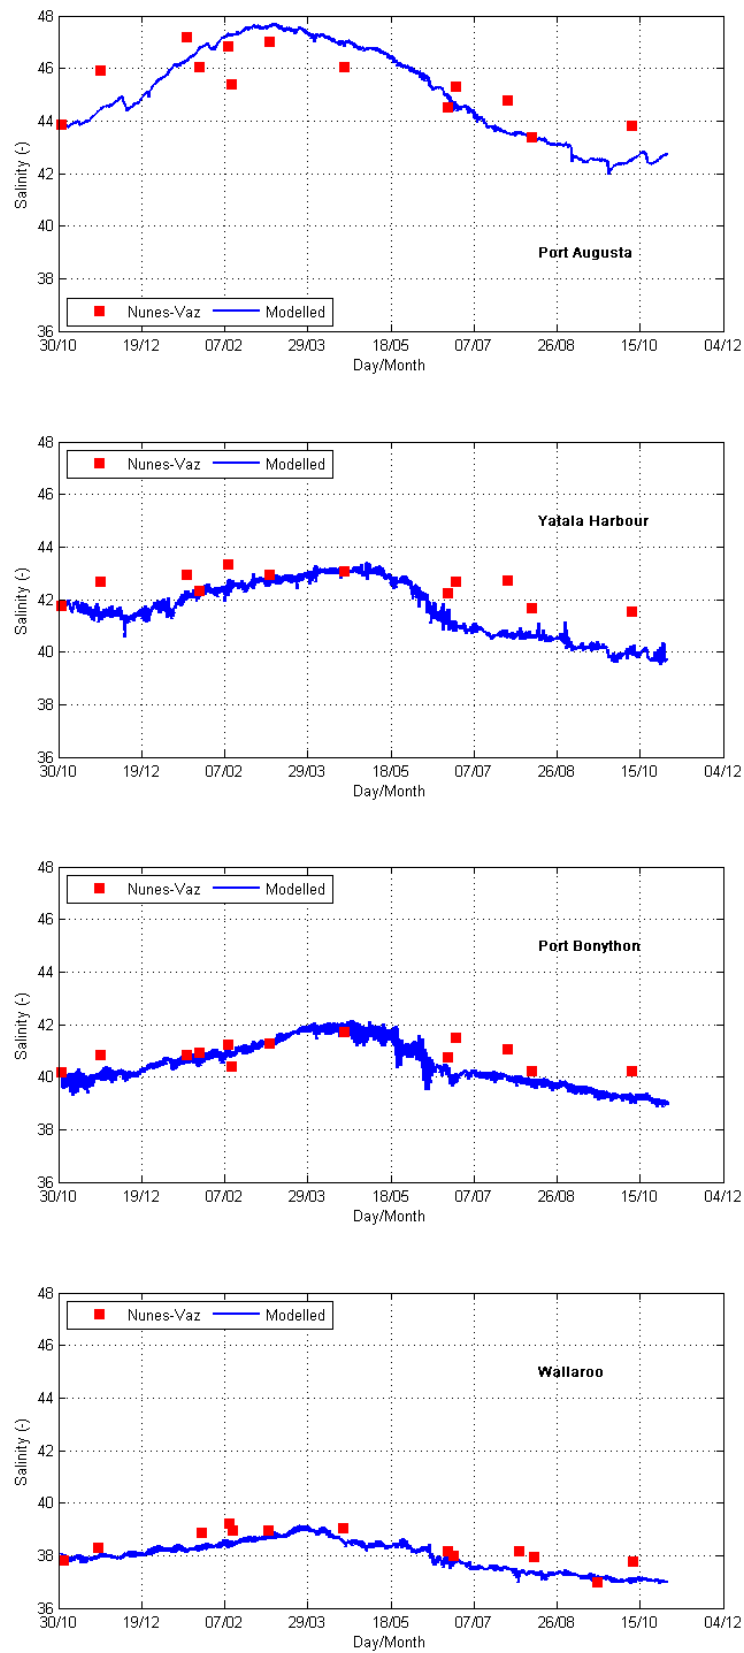 48
46
44
42
40
38
36
Salinity (-)
Port Augusta
Nunes-Vaz Modelled
30/10 19/12 07/02 29/03 18/05 07/07 26/08 15/10 04/12
Day/Month
48
46
44
42
40
38
36
Salinity (-)
Nunes-Vaz Modelled
Yatala Harbour
30/10 19/12 07/02 29/03 18/05 07/07 26/08 15/10 04/12
Day/Month
48
46
44
42
40
38
36
Salinity (-)
Nunes-Vaz Modelled
Port Bonython
30/10 19/12 07/02 29/03 18/05 07/07 26/08 15/10 04/12
Day/Month
48
46
44
42
40
38
36
Salinity (-)
Nunes-Vaz Modelled
Wallaroo
30/10 19/12 07/02 29/03 18/05 07/07 26/08 15/10 04/12
Day/Month